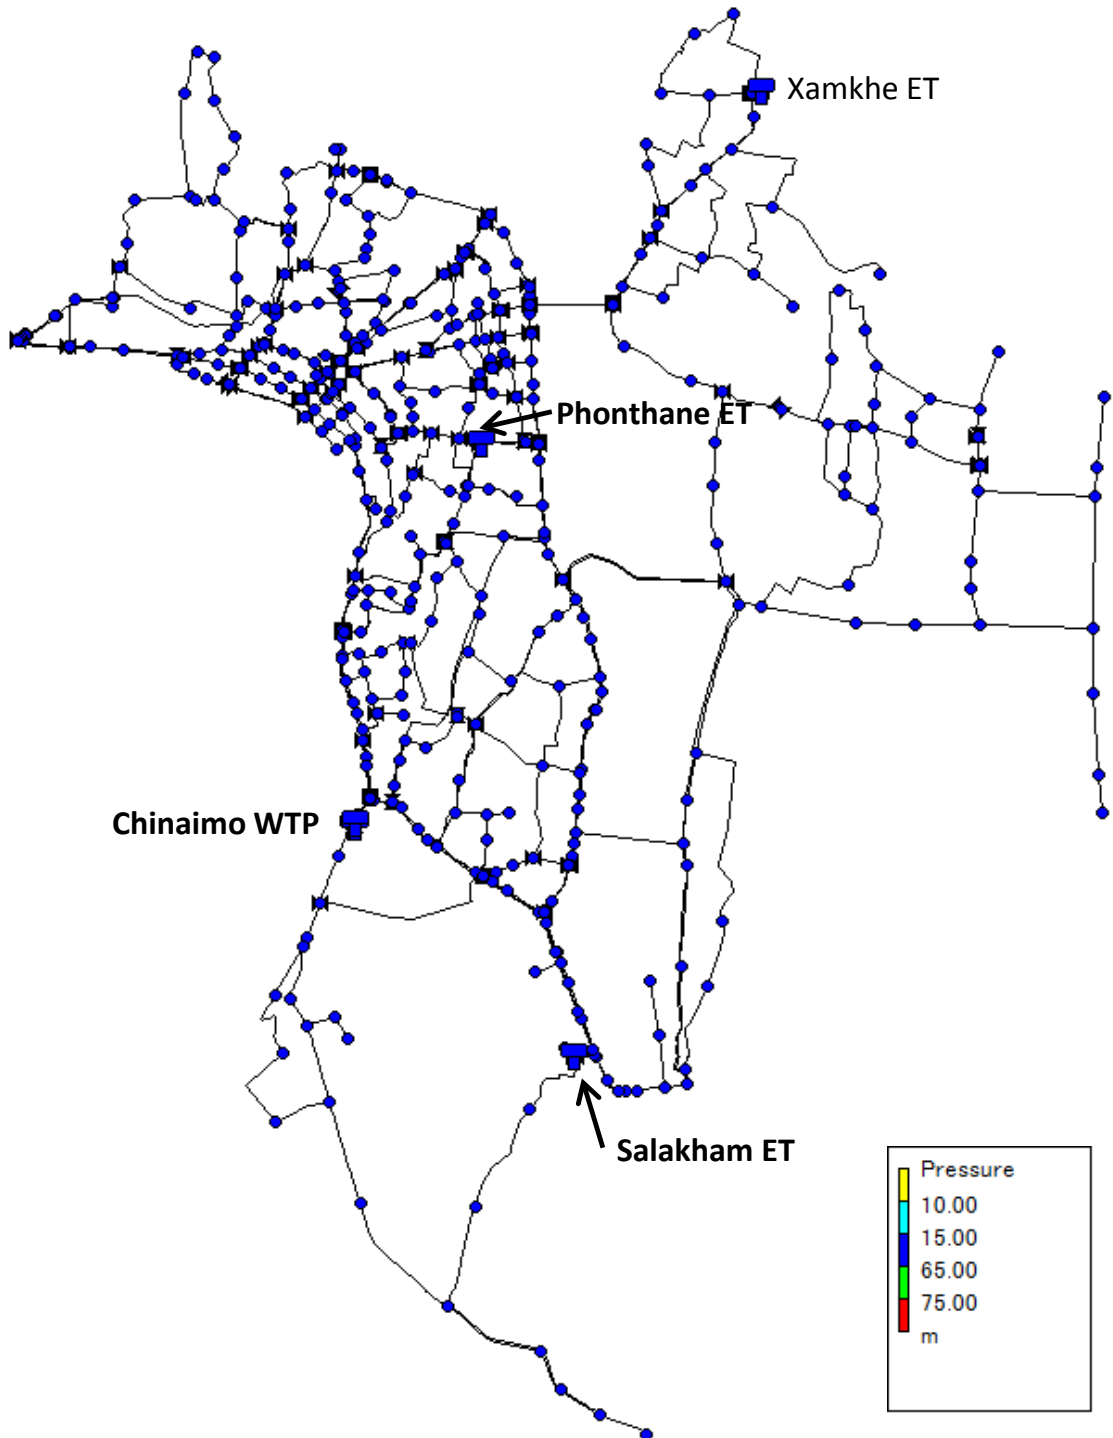 Xamkhe ET
Phonthane ET
Chinaimo WTP
Salakham ET
Pressure
10.00
15.00
65.00
75.00
m